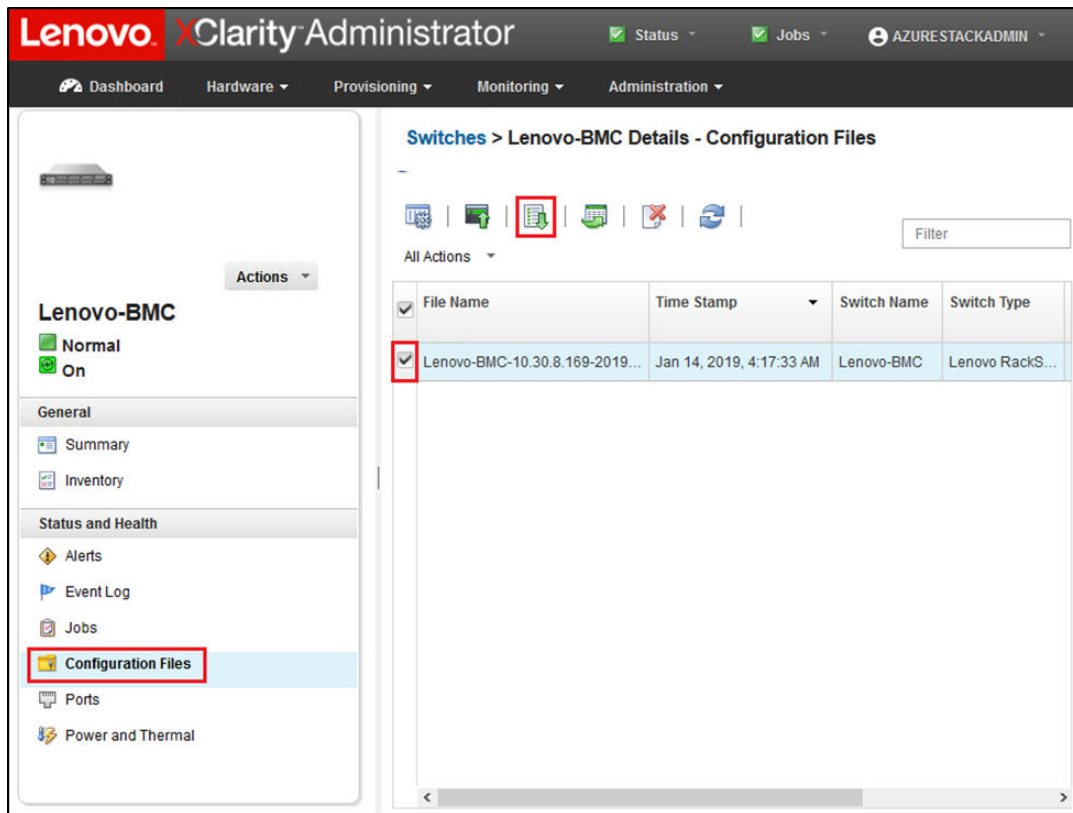 Lenovo. XClarity Administrator Status Jobs AZURESTACKADMIN
Dashboard Hardware Provisioning Monitoring Administration
Switches > Lenovo-BMC Details - Configuration Files
Filter
All Actions
Actions
Lenovo-BMC
Normal
On
File Name Time Stamp Switch Name Switch Type
Lenovo-BMC-10.30.8.169-2019... Jan 14, 2019, 4:17:33 AM Lenovo-BMC Lenovo RackS...
General
Summary
Inventory
Status and Health
Alerts
Event Log
Jobs
Configuration Files
Ports
Power and Thermal